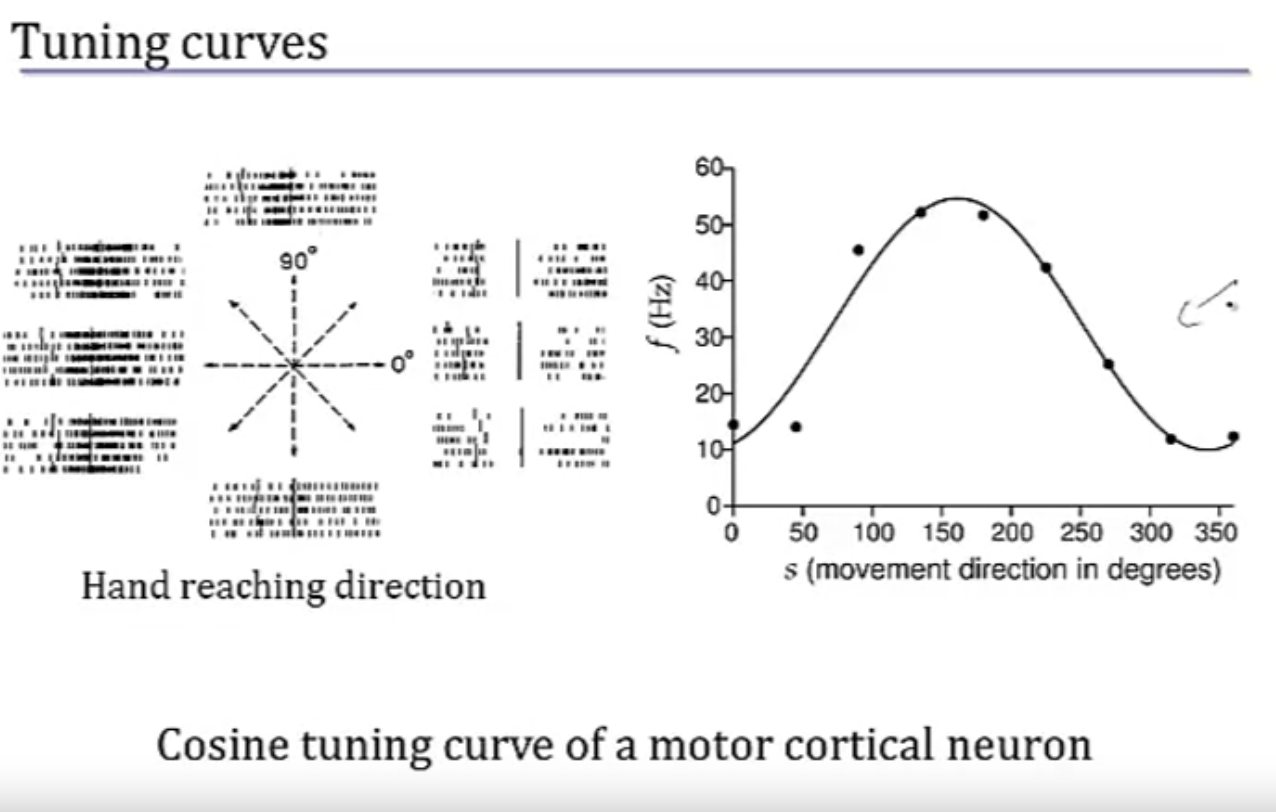 Tuning curves
90°
0°
Hand reaching direction
f (Hz)
60
50
40
30
20
10
0
0 50 100 150 200 250 300 350
s (movement direction in degrees)
Cosine tuning curve of a motor cortical neuron